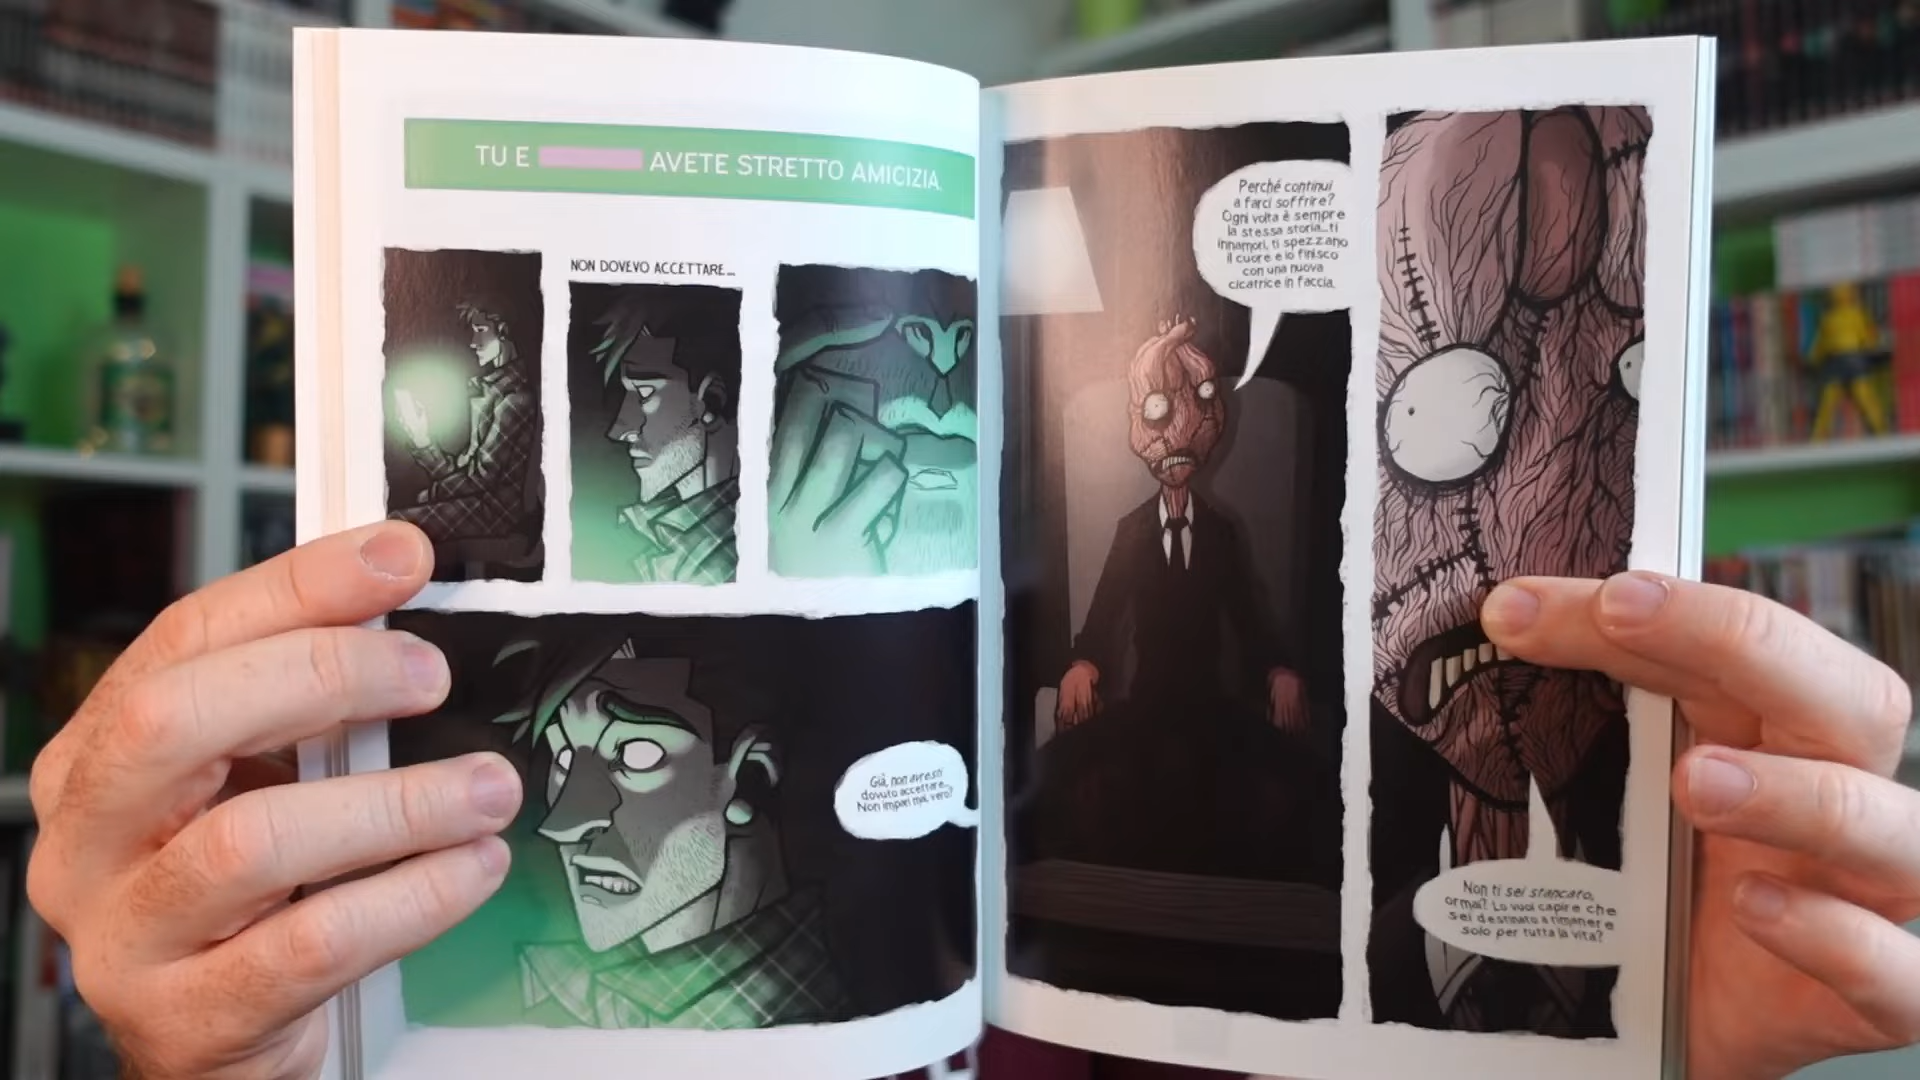 TU E AVETE STRETTO AMICIZIA.
NON DOVEVO ACCETTARE...
Già, non avresti
dovuto accettare...
Non impari mai, vero?
Perché continui
a farci soffrire?
Ogni volta è sempre
la stessa storia...ti
innamori, ti spezzano
il cuore e io finisco
con una nuova
cicatrice in faccia.
Non ti sei stancato,
ormai? Lo vuoi capire che
sei destinato a rimanere
solo per tutta la vita?